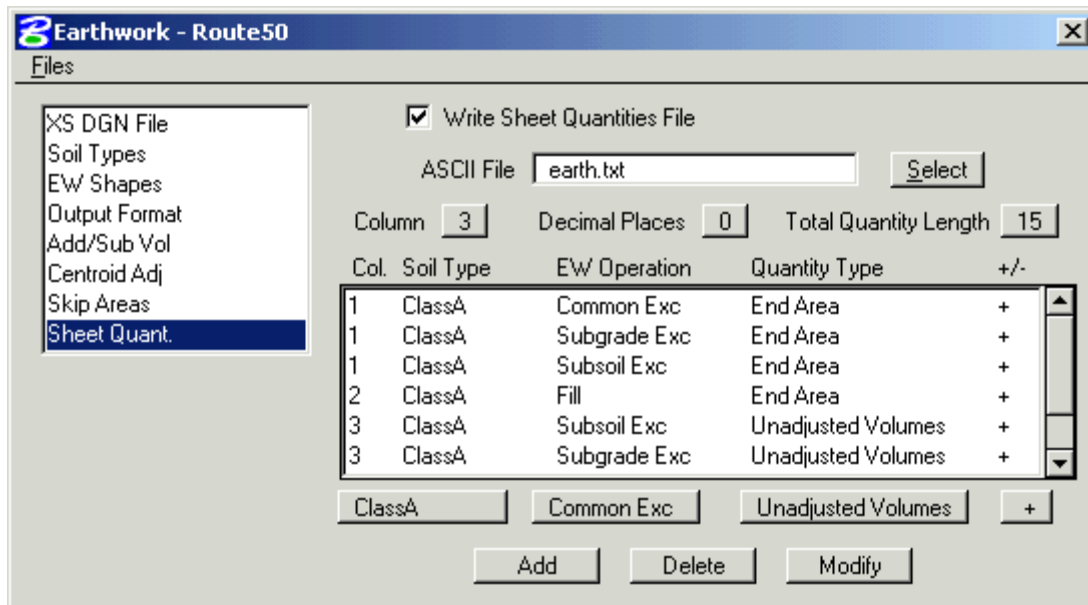 Earthwork - Route50
Files
XS DGN File
Soil Types
EW Shapes
Output Format
Add/Sub Vol
Centroid Adj
Skip Areas
Sheet Quant.
Write Sheet Quantities File
ASCII File earth.txt Select
Column 3 Decimal Places 0 Total Quantity Length 15
Col. Soil Type EW Operation Quantity Type +/-
1 ClassA Common Exc End Area +
1 ClassA Subgrade Exc End Area +
1 ClassA Subsoil Exc End Area +
2 ClassA Fill End Area +
3 ClassA Subsoil Exc Unadjusted Volumes +
3 ClassA Subgrade Exc Unadjusted Volumes +
ClassA Common Exc Unadjusted Volumes +
Add Delete Modify